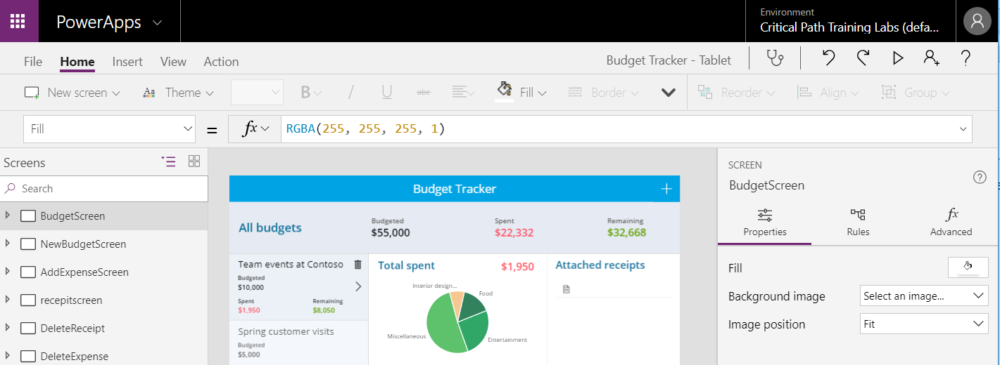 PowerApps
Environment
Critical Path Training Labs (defa...
File Home Insert View Action
Budget Tracker - Tablet
New screen Theme B / U abc Fill Border Reorder Align Group
Fill = fx RGBA(255, 255, 255, 1)
Screens
Search
BudgetScreen
NewBudgetScreen
AddExpenseScreen
recepitscreen
DeleteReceipt
DeleteExpense
Budget Tracker
All budgets
Budgeted
$55,000
Spent
$22,332
Remaining
$32,668
Team events at Contoso
Budgeted
$10,000
Spent
$1,950
Remaining
$8,050
Spring customer visits
Budgeted
$5,000
Total spent
$1,950
Interior design...
Food
Miscellaneous
Entertainment
Attached receipts
SCREEN
BudgetScreen
Properties
Rules
fx
Advanced
Fill
Background image
Select an image...
Image position
Fit